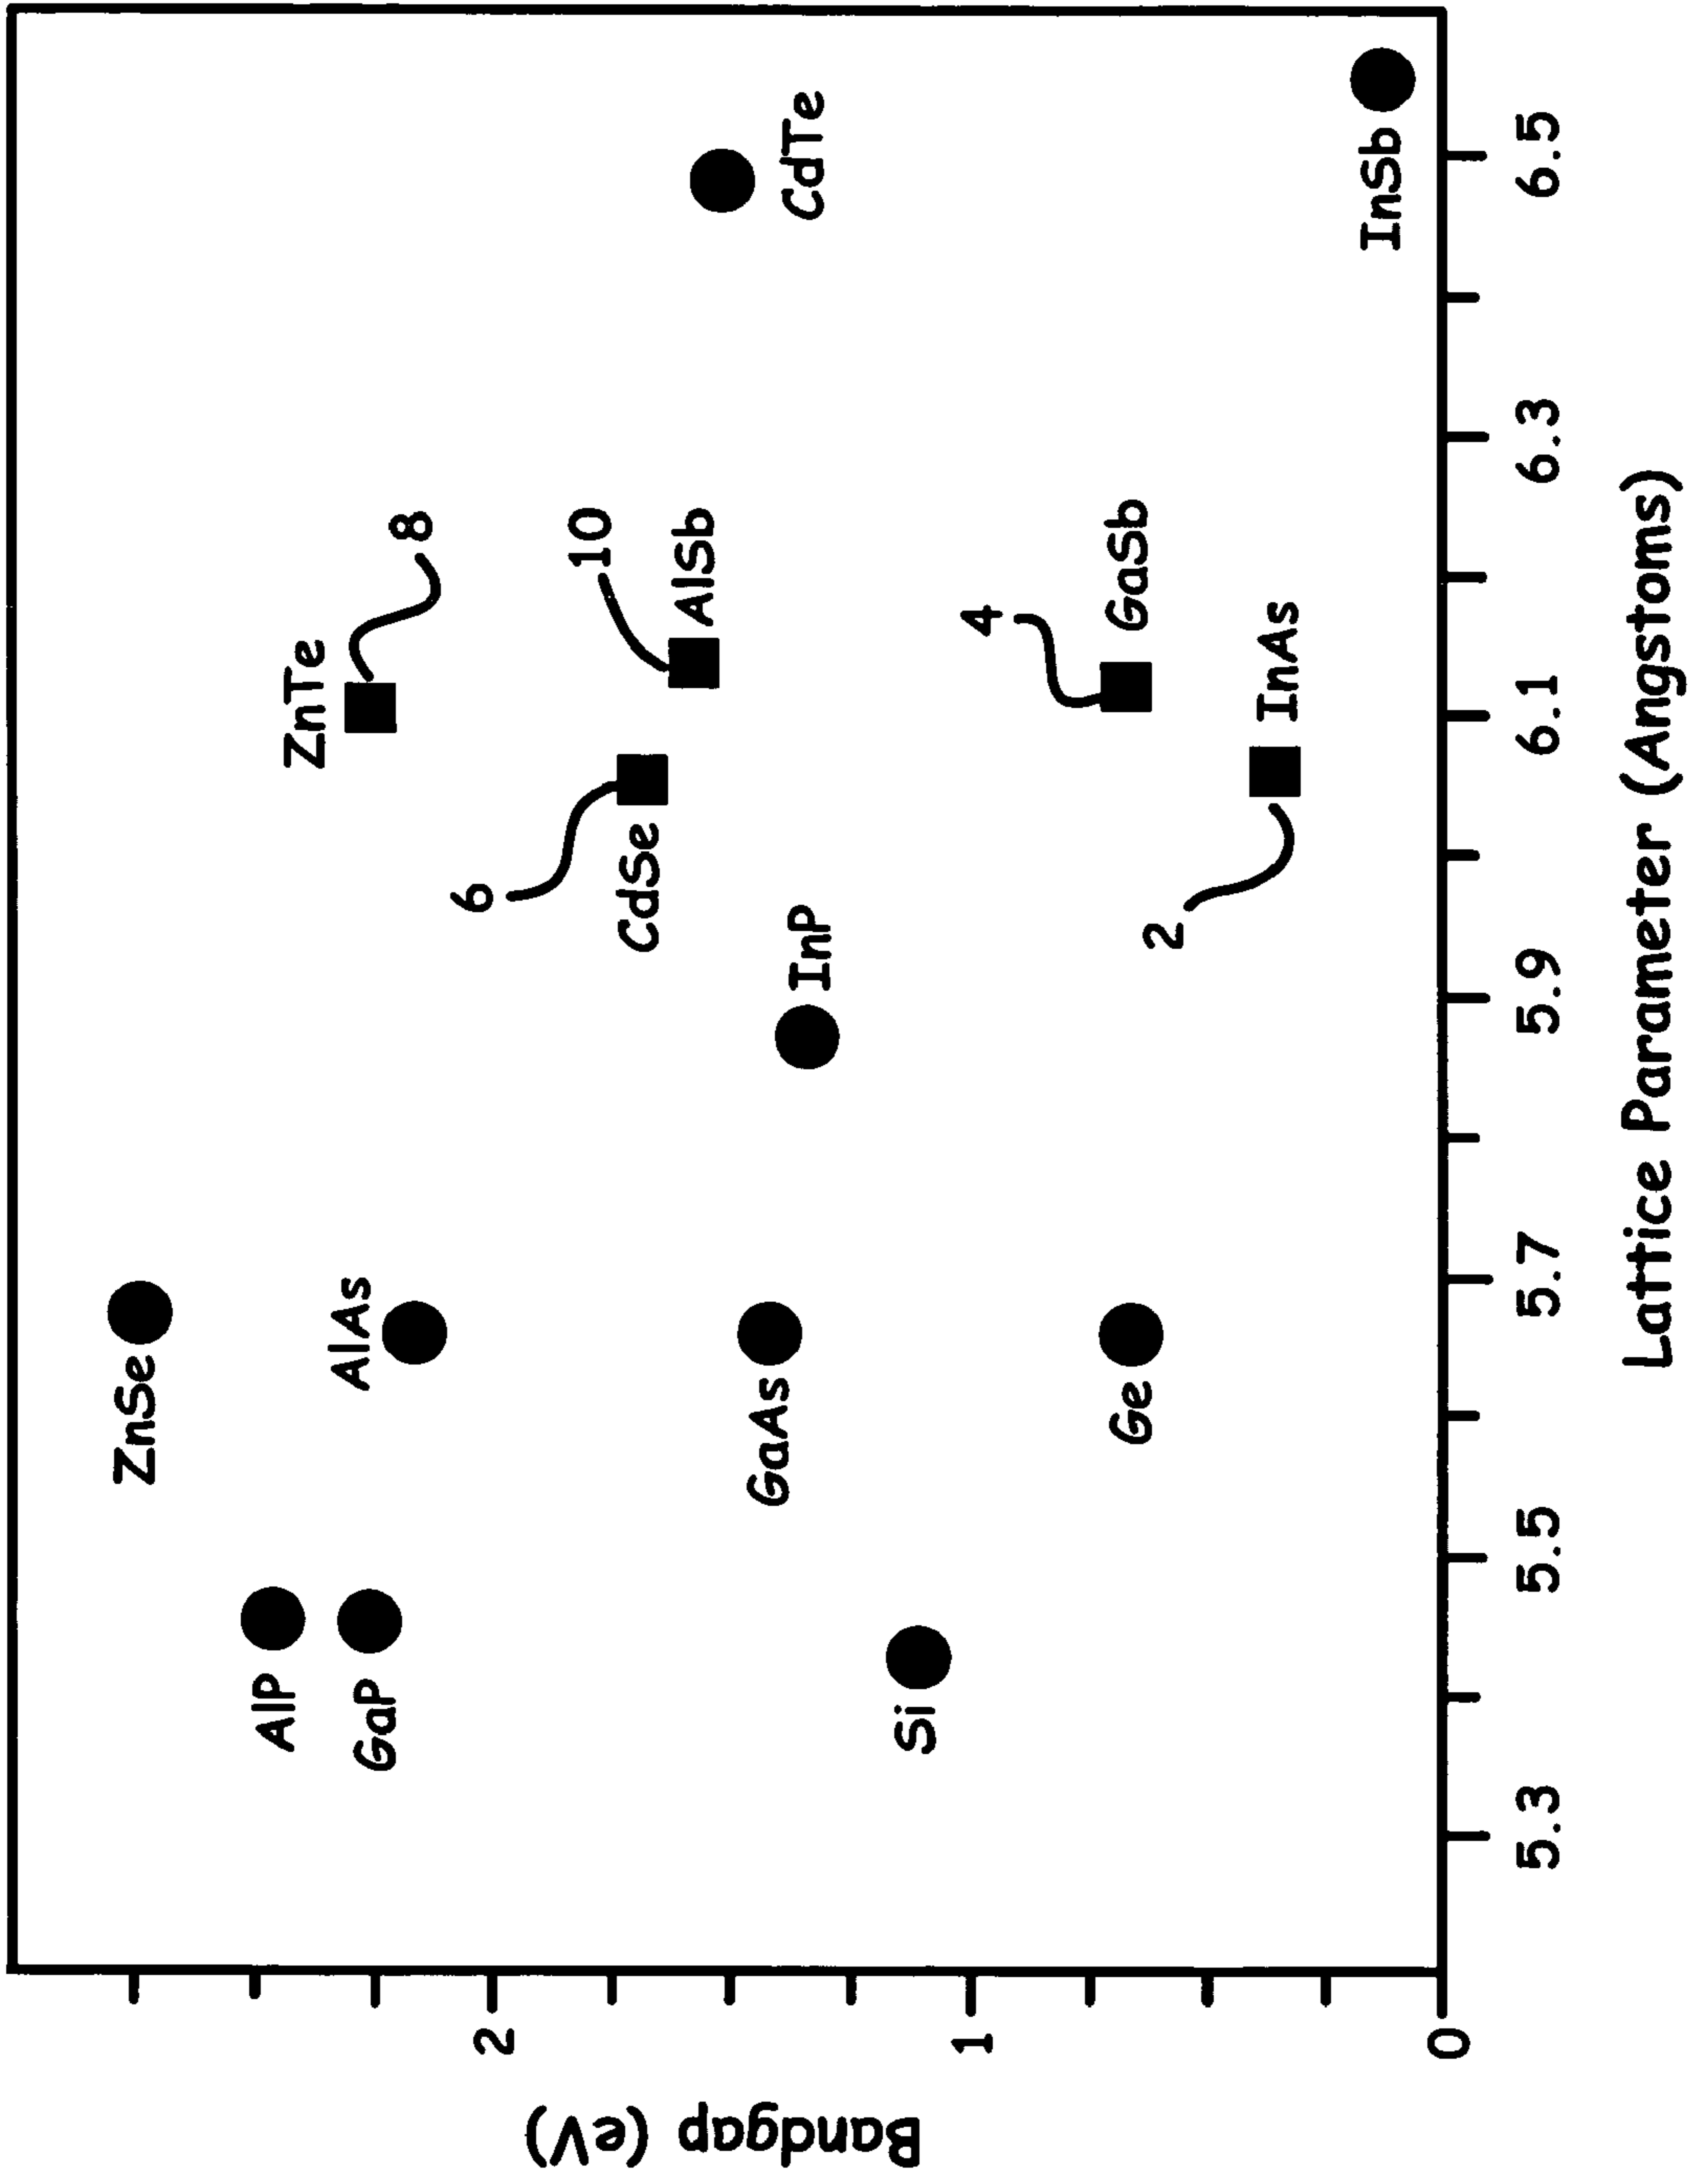 Bandgap (eV)
2
1
0
ZnSe
AlP
GaP
AlAs
GaAs
Si
Ge
InP
ZnTe
8
6
CdSe
10
AlSb
4
GaSb
2
InAs
CdTe
InSb
5.3 5.5 5.7 5.9 6.1 6.3 6.5
Lattice Parameter (Angstoms)